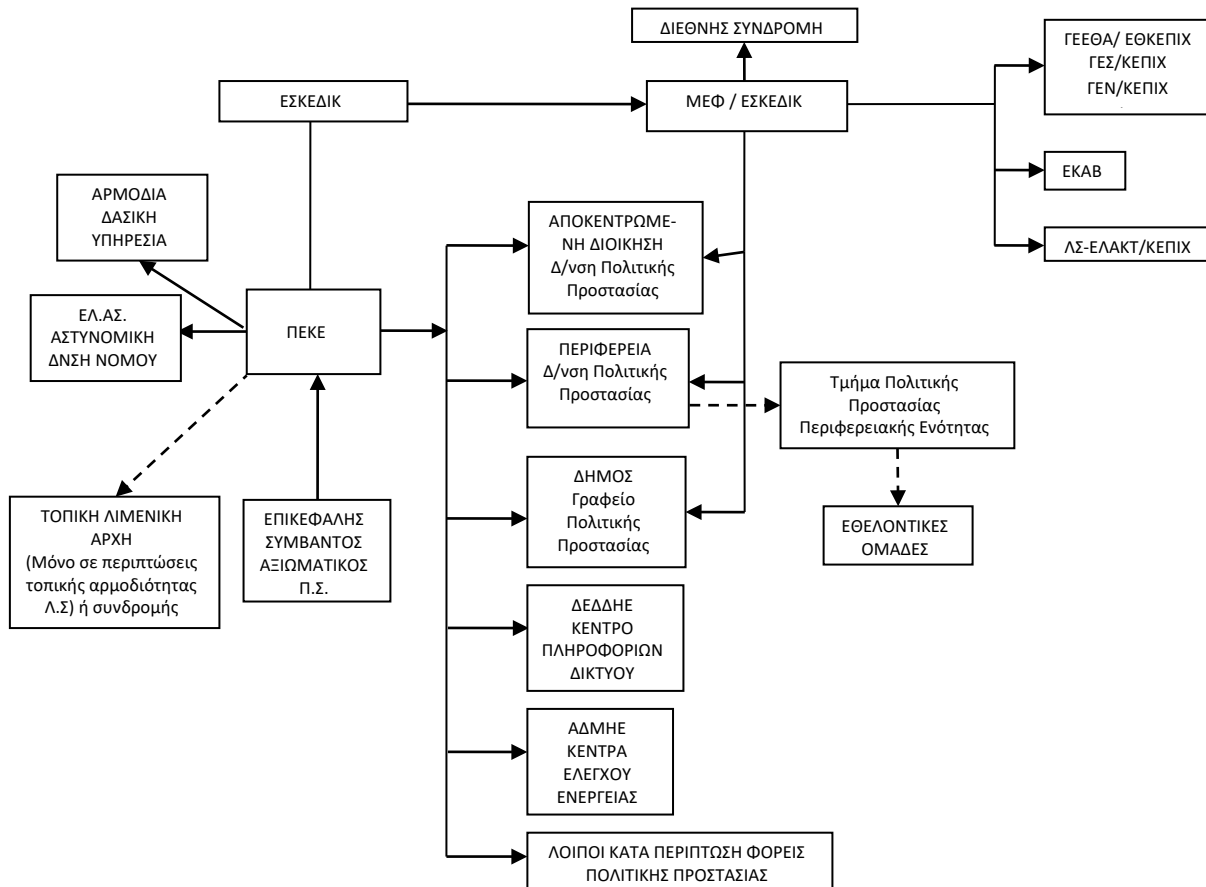 ΔΙΕΘΝΗΣ ΣΥΝΔΡΟΜΗ
ΓΕΕΘΑ/ ΕΘΚΕΠΙΧ
ΓΕΣ/ΚΕΠΙΧ
ΓΕΝ/ΚΕΠΙΧ
ΕΣΚΕΔΙΚ
ΜΕΦ / ΕΣΚΕΔΙΚ
ΕΚΑΒ
ΑΡΜΟΔΙΑ
ΔΑΣΙΚΗ
ΥΠΗΡΕΣΙΑ
ΑΠΟΚΕΝΤΡΩΜΕ-
ΝΗ ΔΙΟΙΚΗΣΗ
Δ/νση Πολιτικής
Προστασίας
ΛΣ-ΕΛΑΚΤ/ΚΕΠΙΧ
ΕΛ.ΑΣ.
ΑΣΤΥΝΟΜΙΚΗ
ΔΝΣΗ ΝΟΜΟΥ
ΠΕΚΕ
ΠΕΡΙΦΕΡΕΙΑ
Δ/νση Πολιτικής
Προστασίας
Τμήμα Πολιτικής
Προστασίας
Περιφερειακής Ενότητας
ΤΟΠΙΚΗ ΛΙΜΕΝΙΚΗ
ΑΡΧΗ
(Μόνο σε περιπτώσεις
τοπικής αρμοδιότητας
Λ.Σ) ή συνδρομής
ΕΠΙΚΕΦΑΛΗΣ
ΣΥΜΒΑΝΤΟΣ
ΑΞΙΩΜΑΤΙΚΟΣ
Π.Σ.
ΔΗΜΟΣ
Γραφείο
Πολιτικής
Προστασίας
ΕΘΕΛΟΝΤΙΚΕΣ
ΟΜΑΔΕΣ
ΔΕΔΔΗΕ
ΚΕΝΤΡΟ
ΠΛΗΡΟΦΟΡΙΩΝ
ΔΙΚΤΥΟΥ
ΑΔΜΗΕ
ΚΕΝΤΡΑ
ΕΛΕΓΧΟΥ
ΕΝΕΡΓΕΙΑΣ
ΛΟΙΠΟΙ ΚΑΤΑ ΠΕΡΙΠΤΩΣΗ ΦΟΡΕΙΣ
ΠΟΛΙΤΙΚΗΣ ΠΡΟΣΤΑΣΙΑΣ